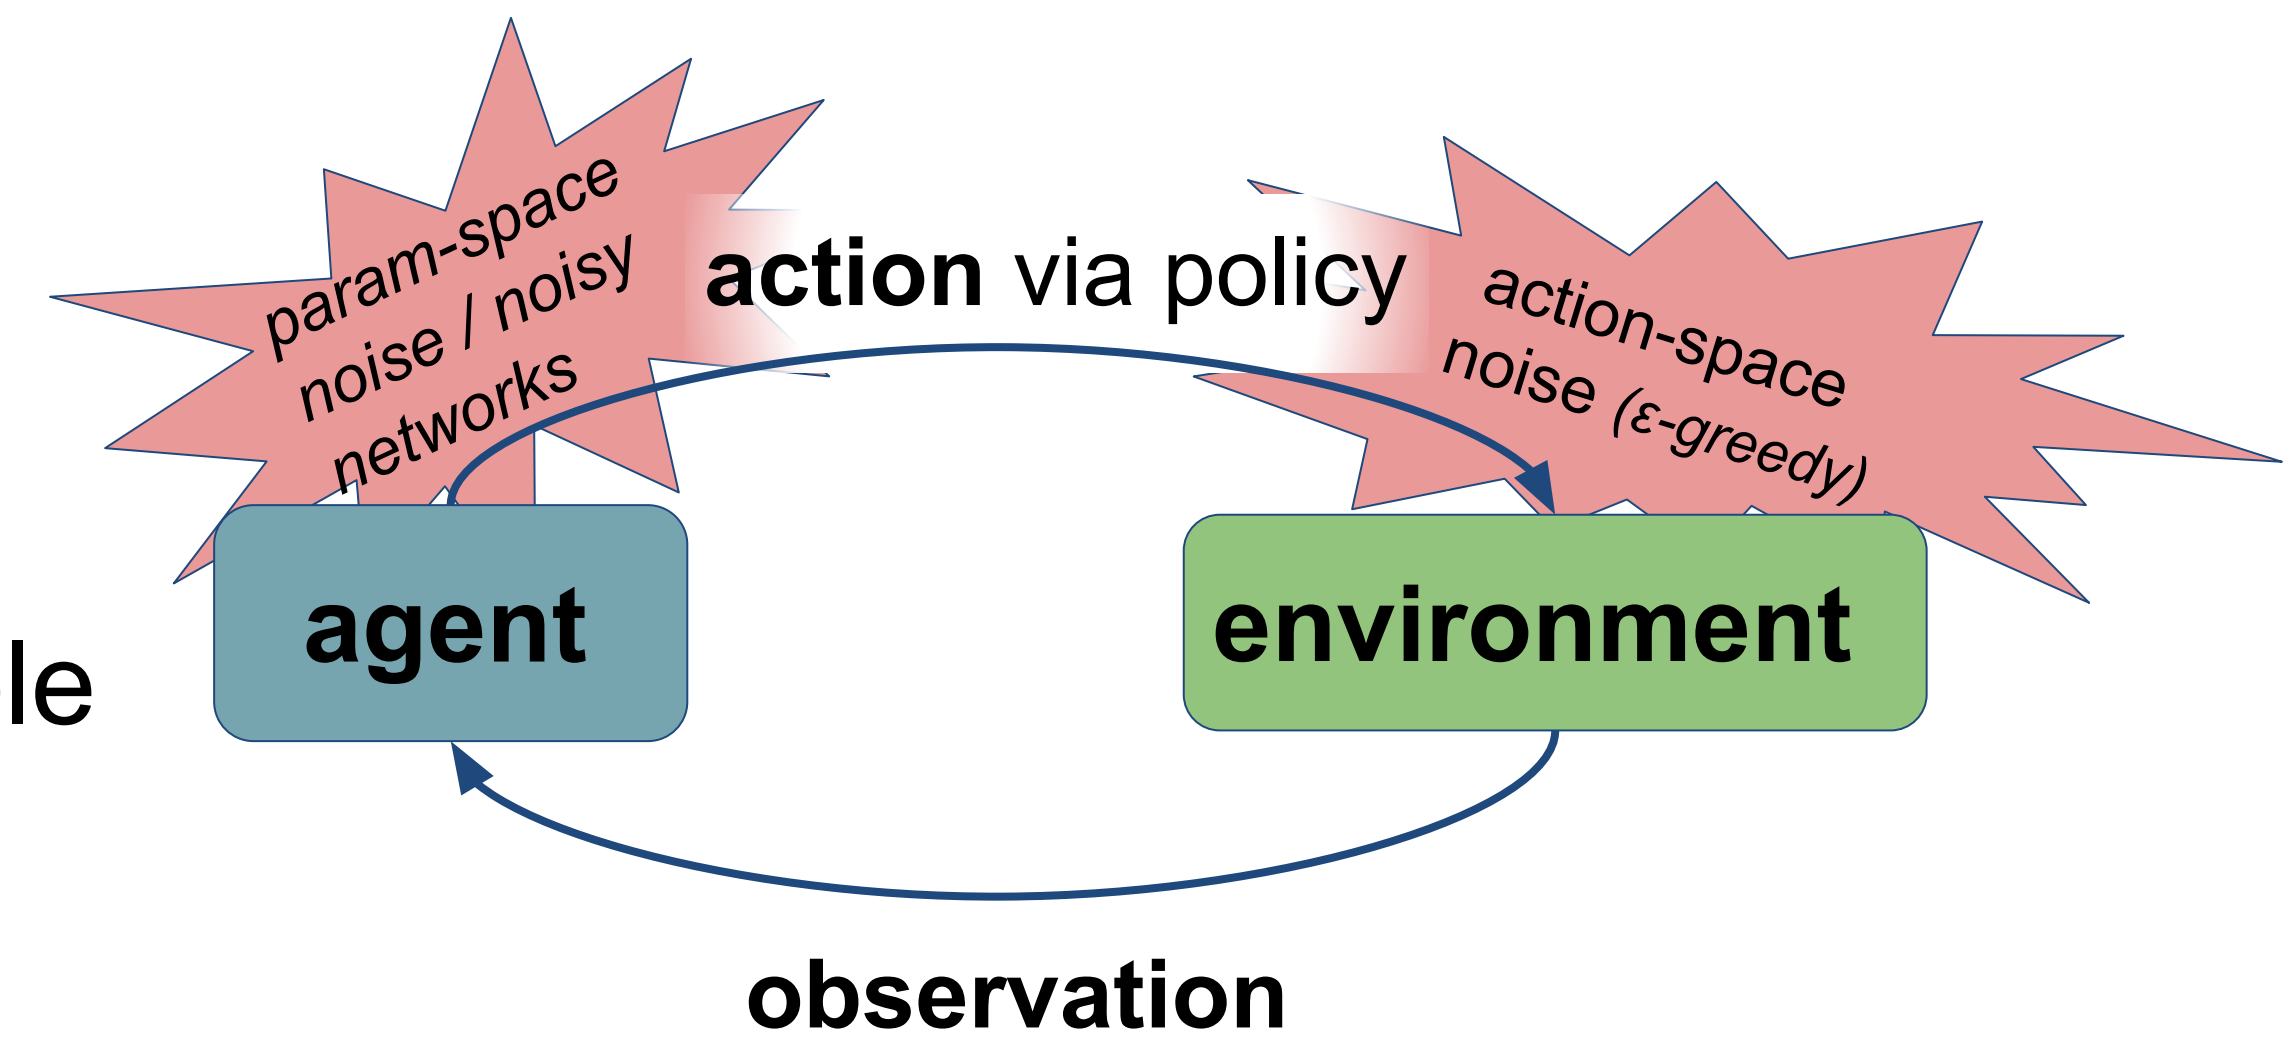 param-space
noise / noisy
networks
action via policy
action-space
noise (ε-greedy)
agent
environment
le
observation